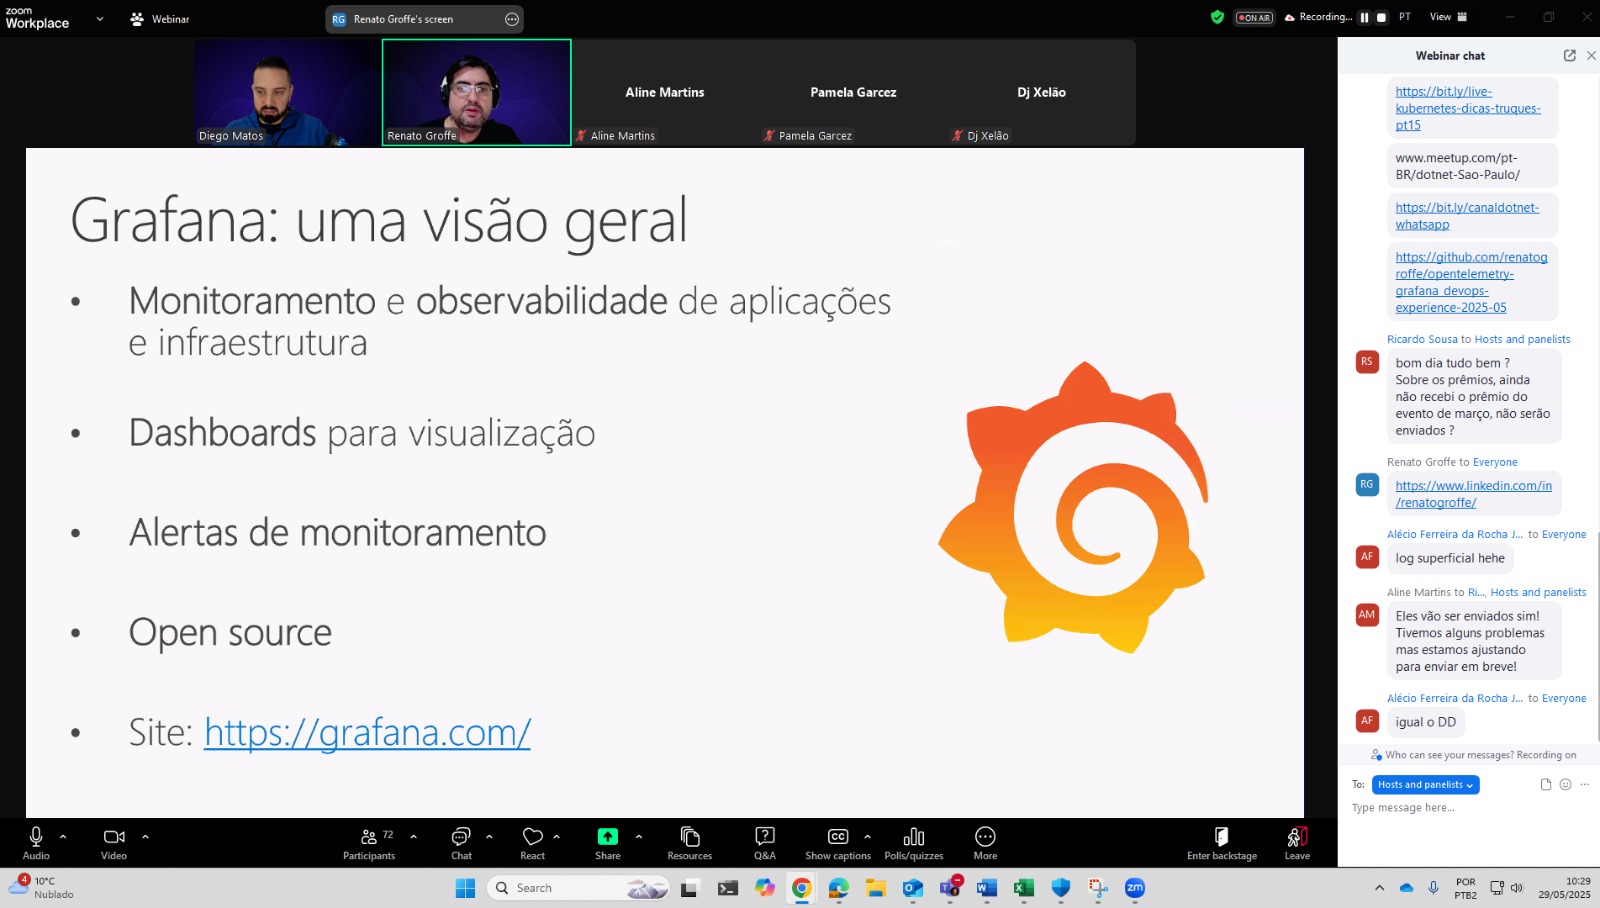 zoom
Workplace
Webinar
RG Renato Groffe's screen
ON AIR
Recording...
PT
View
Diego Matos
Renato Groffe
Aline Martins
Aline Martins
Pamela Garcez
Pamela Garcez
Dj Xelão
Dj Xelão
Grafana: uma visão geral
• Monitoramento e observabilidade de aplicações
e infraestrutura
• Dashboards para visualização
• Alertas de monitoramento
• Open source
• Site: https://grafana.com/
Webinar chat
https://bit.ly/live-
kubernetes-dicas-truques-
pt15
www.meetup.com/pt-
BR/dotnet-Sao-Paulo/
https://bit.ly/canaldotnet-
whatsapp
https://github.com/renatog
roffe/opentelemetry-
grafana_devops-
experience-2025-05
Ricardo Sousa to Hosts and panelists
RS
bom dia tudo bem ?
Sobre os prêmios, ainda
não recebi o prêmio do
evento de março, não serão
enviados ?
Renato Groffe to Everyone
RG
https://www.linkedin.com/in
/renatogroffe/
Alécio Ferreira da Rocha J... to Everyone
AF
log superficial hehe
Aline Martins to Ri..., Hosts and panelists
AM
Eles vão ser enviados sim!
Tivemos alguns problemas
mas estamos ajustando
para enviar em breve!
Alécio Ferreira da Rocha J... to Everyone
AF
igual o DD
Who can see your messages? Recording on
To: Hosts and panelists
Type message here...
Audio
Video
72
Participants
Chat
React
Share
Resources
Q&A
CC
Show captions
Polls/quizzes
More
Enter backstage
Leave
4
10°C
Nublado
Search
zm
POR
PTB2
10:29
29/05/2025